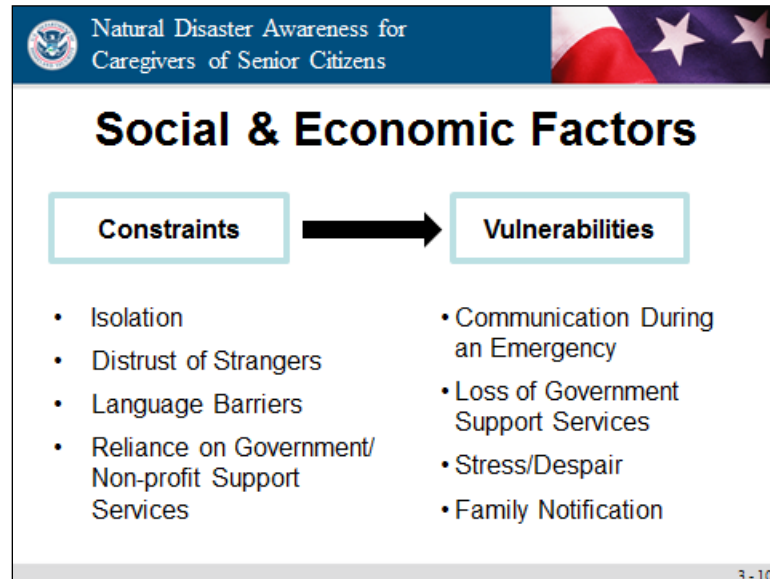 Natural Disaster Awareness for
Caregivers of Senior Citizens
Social & Economic Factors
Constraints
Vulnerabilities
• Isolation
• Distrust of Strangers
• Language Barriers
• Reliance on Government/
Non-profit Support
Services
• Communication During
an Emergency
• Loss of Government
Support Services
• Stress/Despair
• Family Notification
3-10